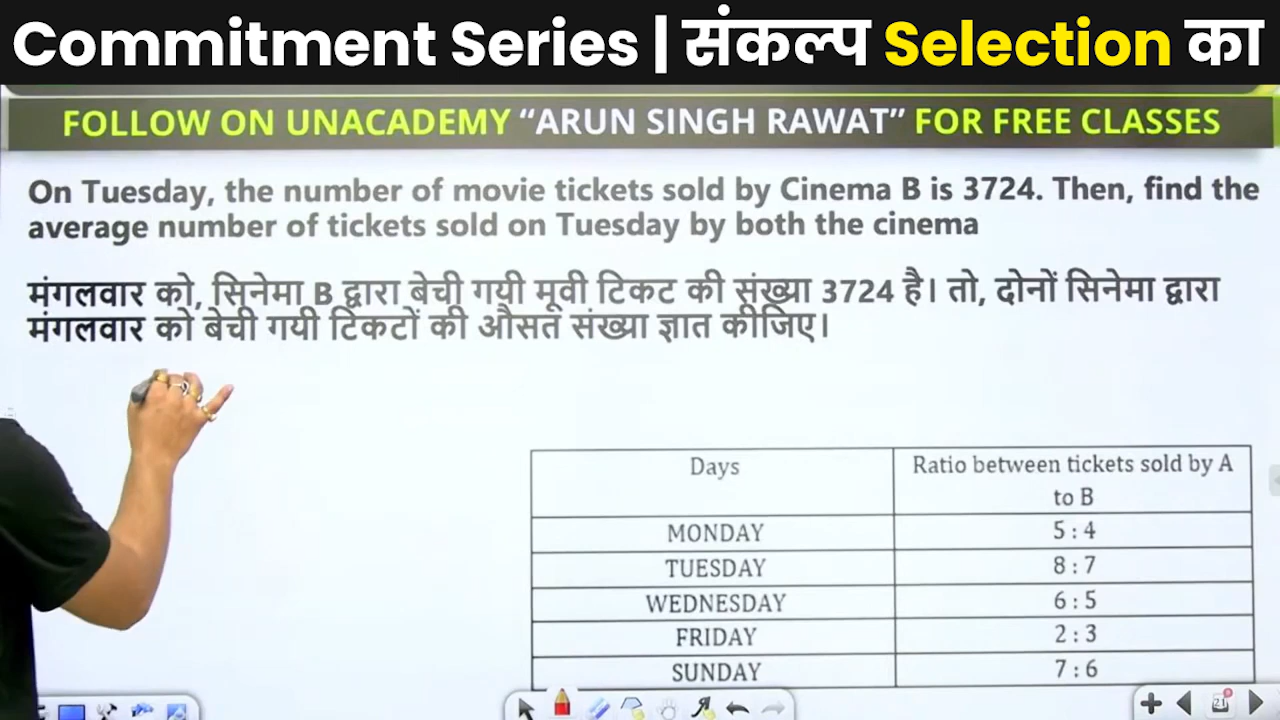 Commitment Series | संकल्प Selection का
FOLLOW ON UNACADEMY “ARUN SINGH RAWAT” FOR FREE CLASSES
On Tuesday, the number of movie tickets sold by Cinema B is 3724. Then, find the
average number of tickets sold on Tuesday by both the cinema
मंगलवार को, सिनेमा B द्वारा बेची गयी मूवी टिकट की संख्या 3724 है। तो, दोनों सिनेमा द्वारा
मंगलवार को बेची गयी टिकटों की औसत संख्या ज्ञात कीजिए।
Days Ratio between tickets sold by A
to B
MONDAY 5 : 4
TUESDAY 8 : 7
WEDNESDAY 6 : 5
FRIDAY 2 : 3
SUNDAY 7 : 6